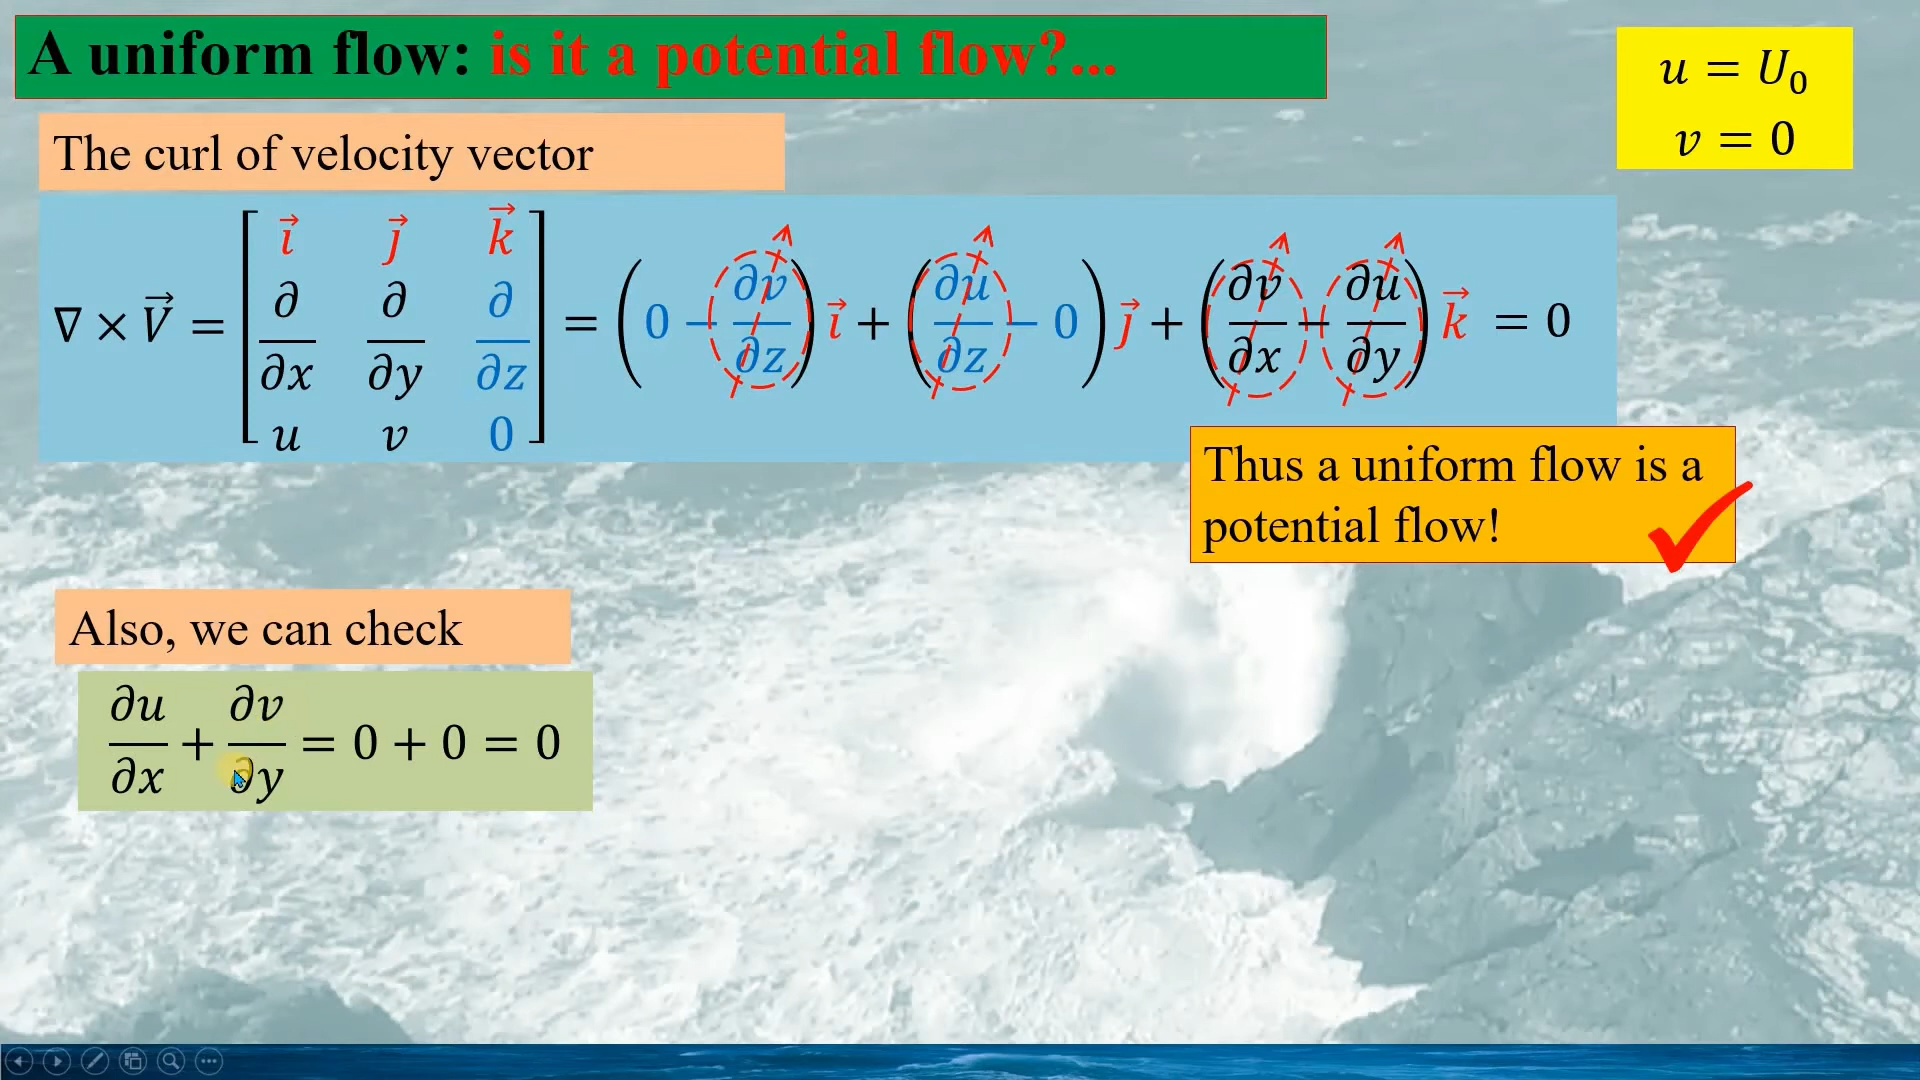 A uniform flow: is it a potential flow?...
u = U₀
v = 0
The curl of velocity vector
∇ × V⃗ = [ i⃗ j⃗ k⃗ ; ∂/∂x ∂/∂y ∂/∂z ; u v 0 ] = (0 − ∂v/∂z) i⃗ + (∂u/∂z − 0) j⃗ + (∂v/∂x − ∂u/∂y) k⃗ = 0
Thus a uniform flow is a
potential flow!
Also, we can check
∂u/∂x + ∂v/∂y = 0 + 0 = 0